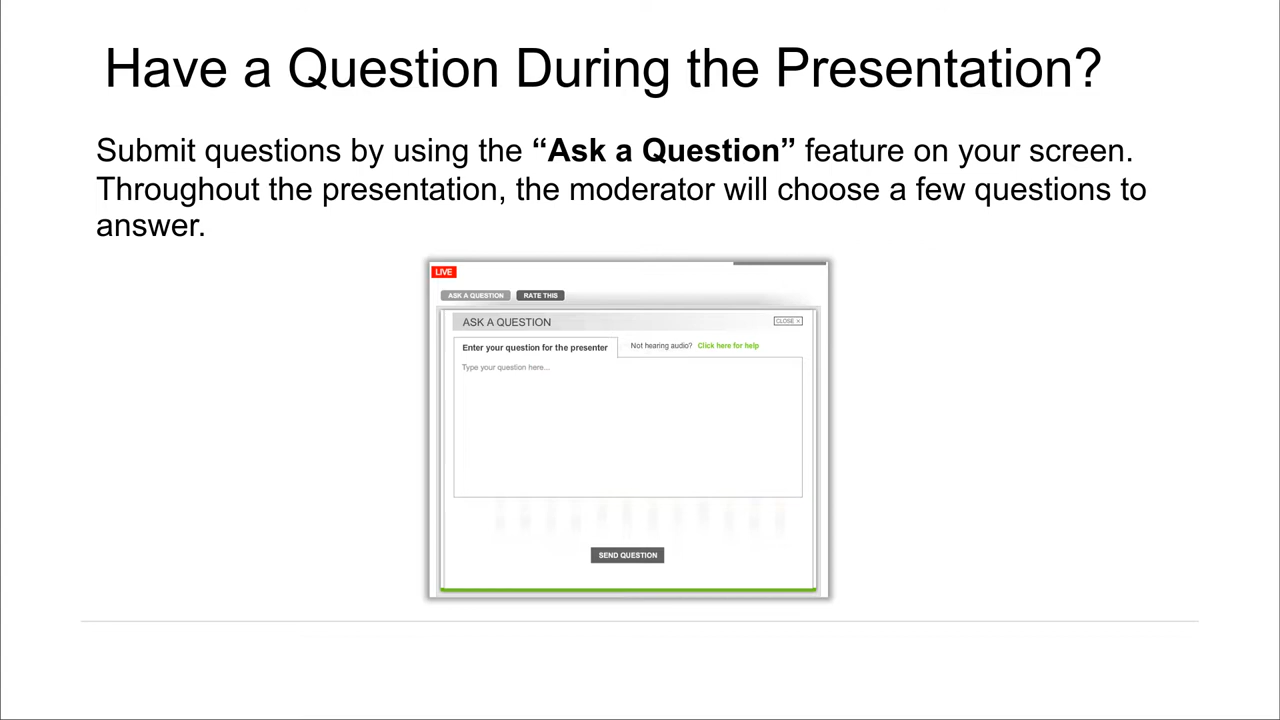 Have a Question During the Presentation?
Submit questions by using the “Ask a Question” feature on your screen.
Throughout the presentation, the moderator will choose a few questions to
answer.
LIVE
ASK A QUESTION RATE THIS
ASK A QUESTION CLOSE ×
Enter your question for the presenter Not hearing audio? Click here for help
Type your question here...
SEND QUESTION